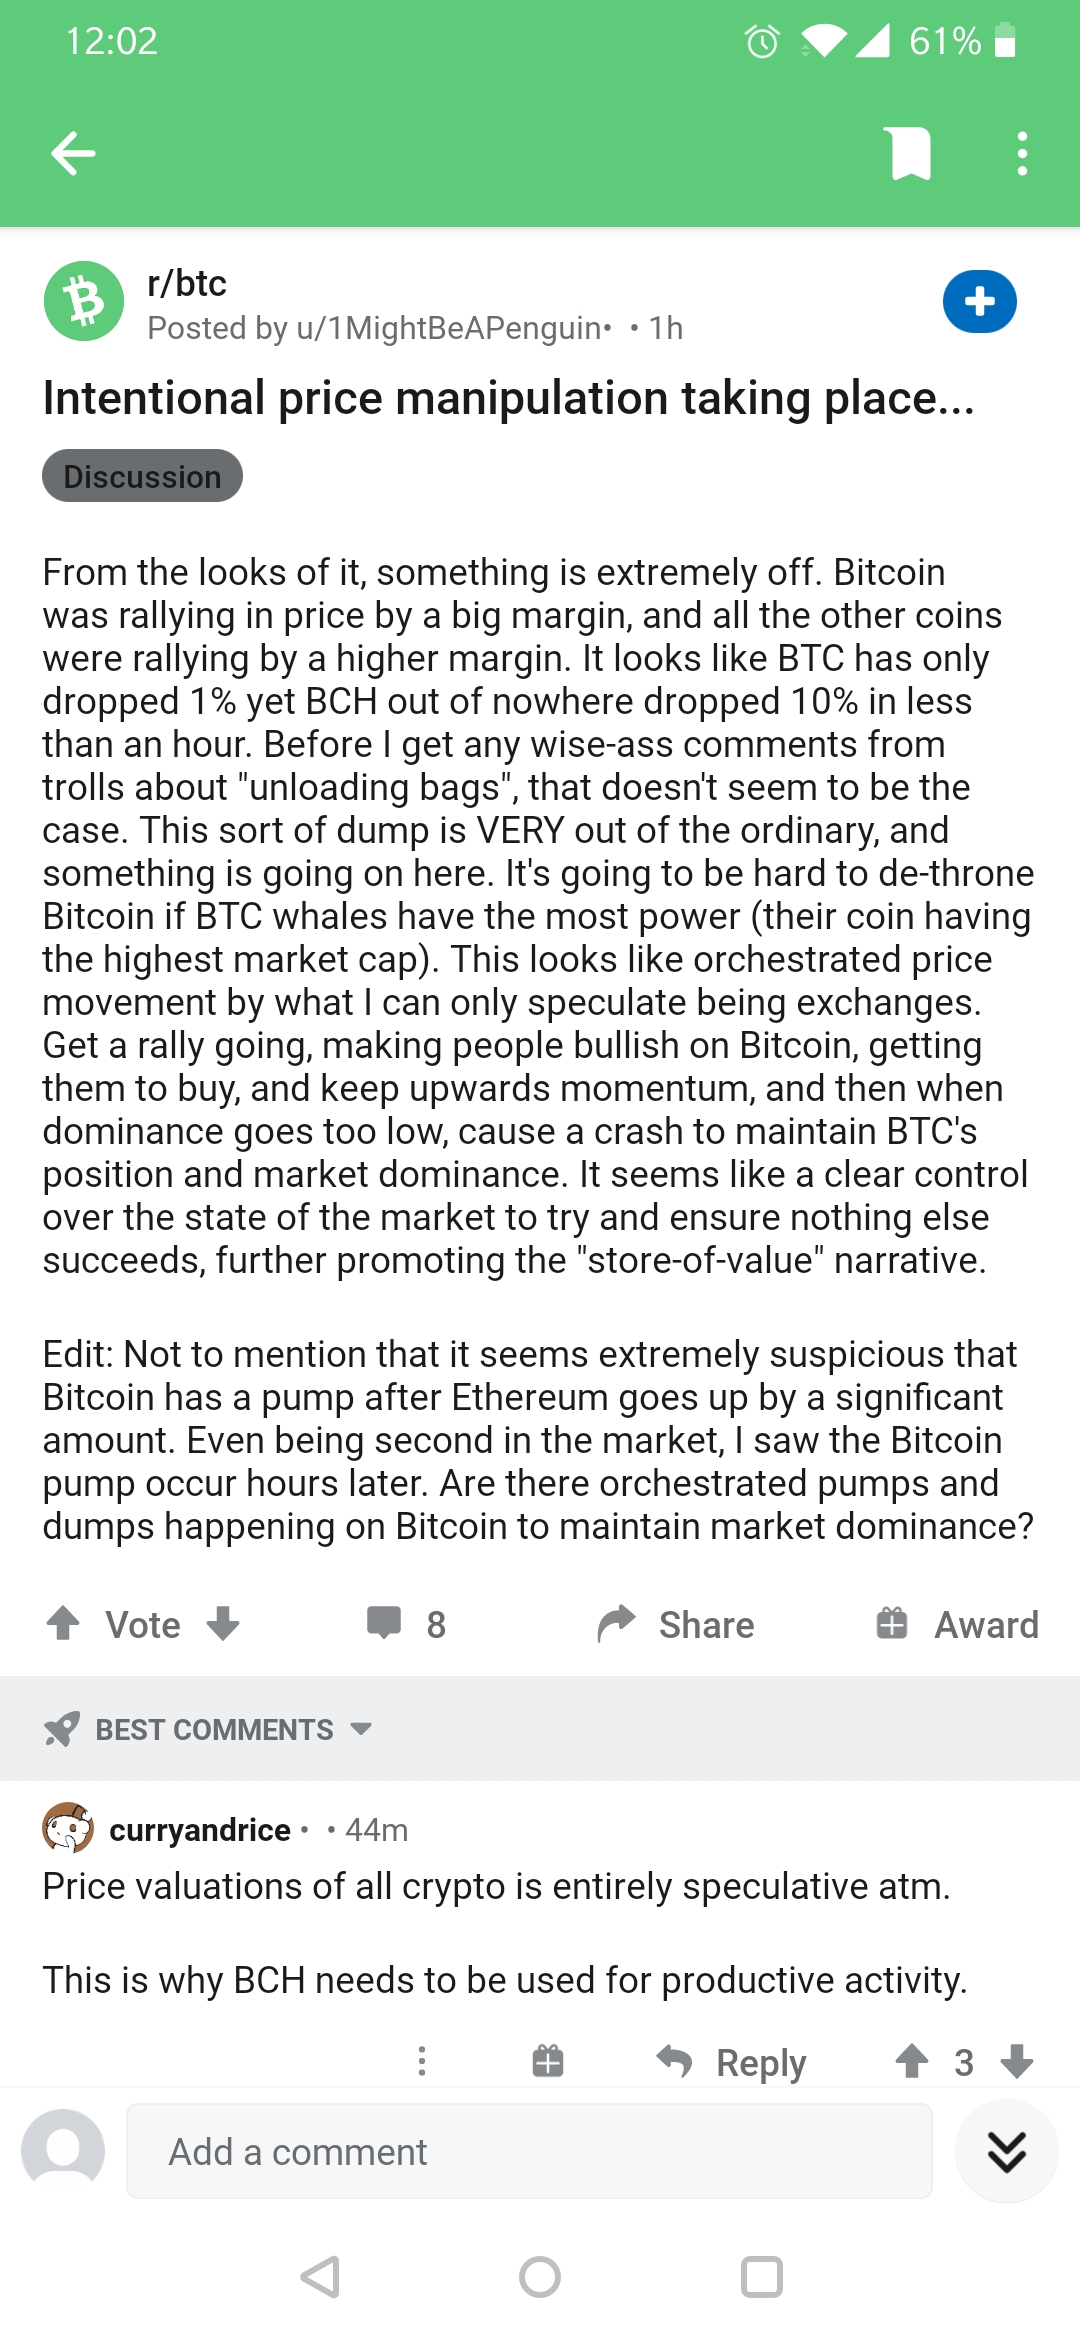 12:02
61%
r/btc
Posted by u/1MightBeAPenguin• • 1h
Intentional price manipulation taking place...
Discussion
From the looks of it, something is extremely off. Bitcoin
was rallying in price by a big margin, and all the other coins
were rallying by a higher margin. It looks like BTC has only
dropped 1% yet BCH out of nowhere dropped 10% in less
than an hour. Before I get any wise-ass comments from
trolls about "unloading bags", that doesn't seem to be the
case. This sort of dump is VERY out of the ordinary, and
something is going on here. It's going to be hard to de-throne
Bitcoin if BTC whales have the most power (their coin having
the highest market cap). This looks like orchestrated price
movement by what I can only speculate being exchanges.
Get a rally going, making people bullish on Bitcoin, getting
them to buy, and keep upwards momentum, and then when
dominance goes too low, cause a crash to maintain BTC's
position and market dominance. It seems like a clear control
over the state of the market to try and ensure nothing else
succeeds, further promoting the "store-of-value" narrative.
Edit: Not to mention that it seems extremely suspicious that
Bitcoin has a pump after Ethereum goes up by a significant
amount. Even being second in the market, I saw the Bitcoin
pump occur hours later. Are there orchestrated pumps and
dumps happening on Bitcoin to maintain market dominance?
Vote 8 Share Award
BEST COMMENTS
curryandrice • • 44m
Price valuations of all crypto is entirely speculative atm.
This is why BCH needs to be used for productive activity.
Reply 3
Add a comment